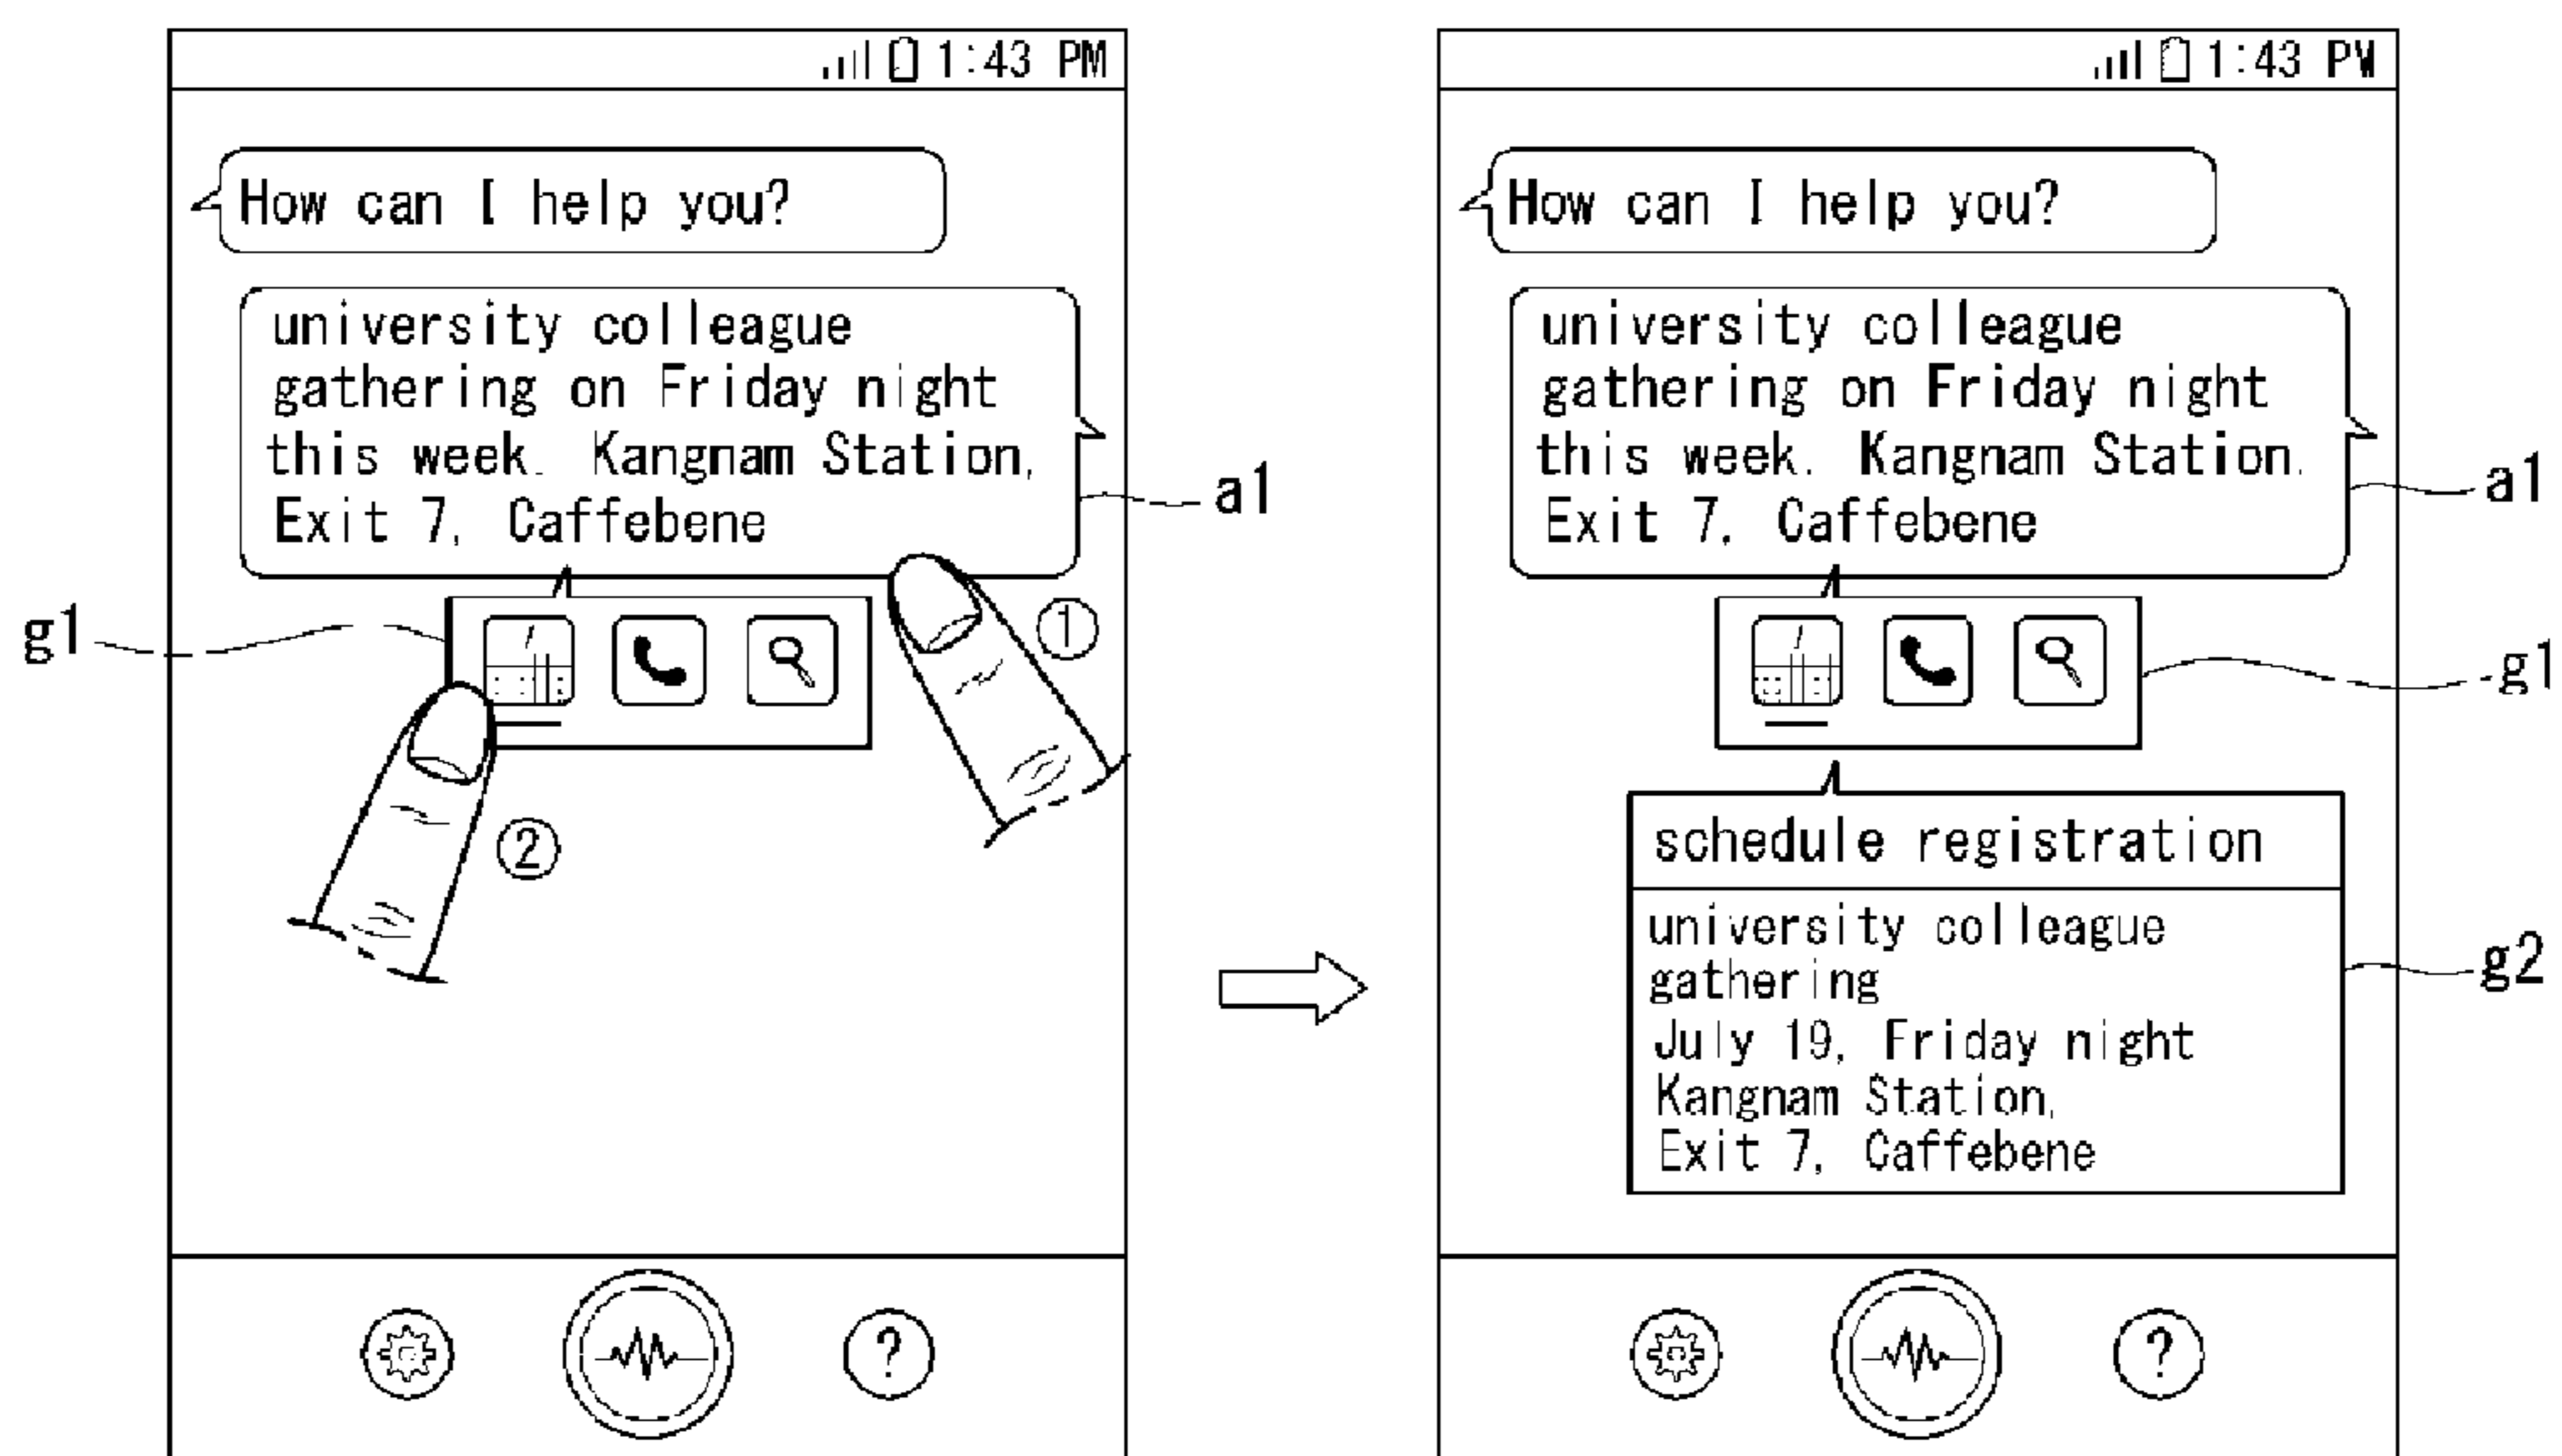 1:43 PM
How can I help you?
university colleague
gathering on Friday night
this week. Kangnam Station,
Exit 7, Caffebene
a1
g1
①
②
1:43 PM
How can I help you?
university colleague
gathering on Friday night
this week. Kangnam Station.
Exit 7, Caffebene
a1
g1
schedule registration
university colleague
gathering
July 19, Friday night
Kangnam Station,
Exit 7, Caffebene
g2
?
?